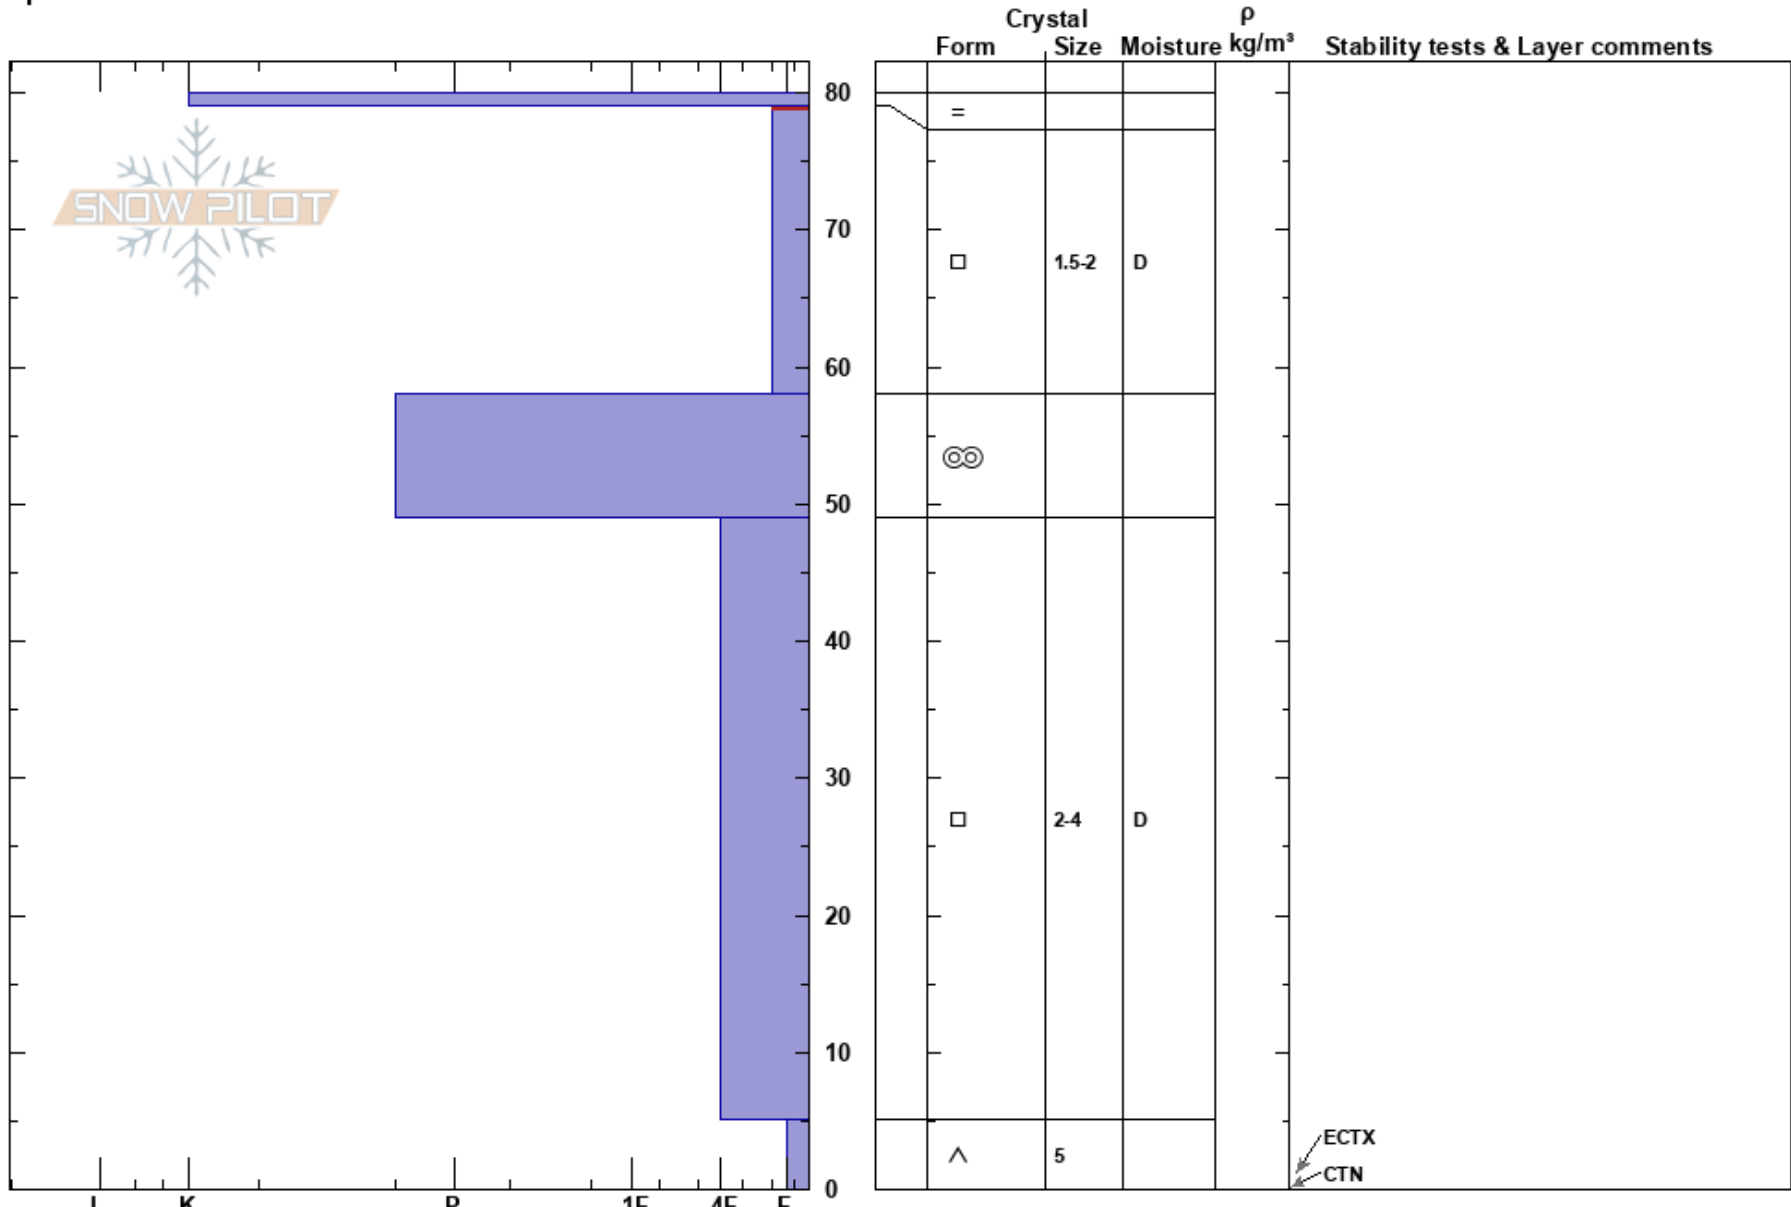 Crystal ρ
Form Size Moisture kg/m³ Stability tests & Layer comments
80
=
SNOW PILOT
70
1.5-2 D
60
50
40
30
2-4 D
20
10
ECTX
5
CTN
0
I K P 1F 4F F